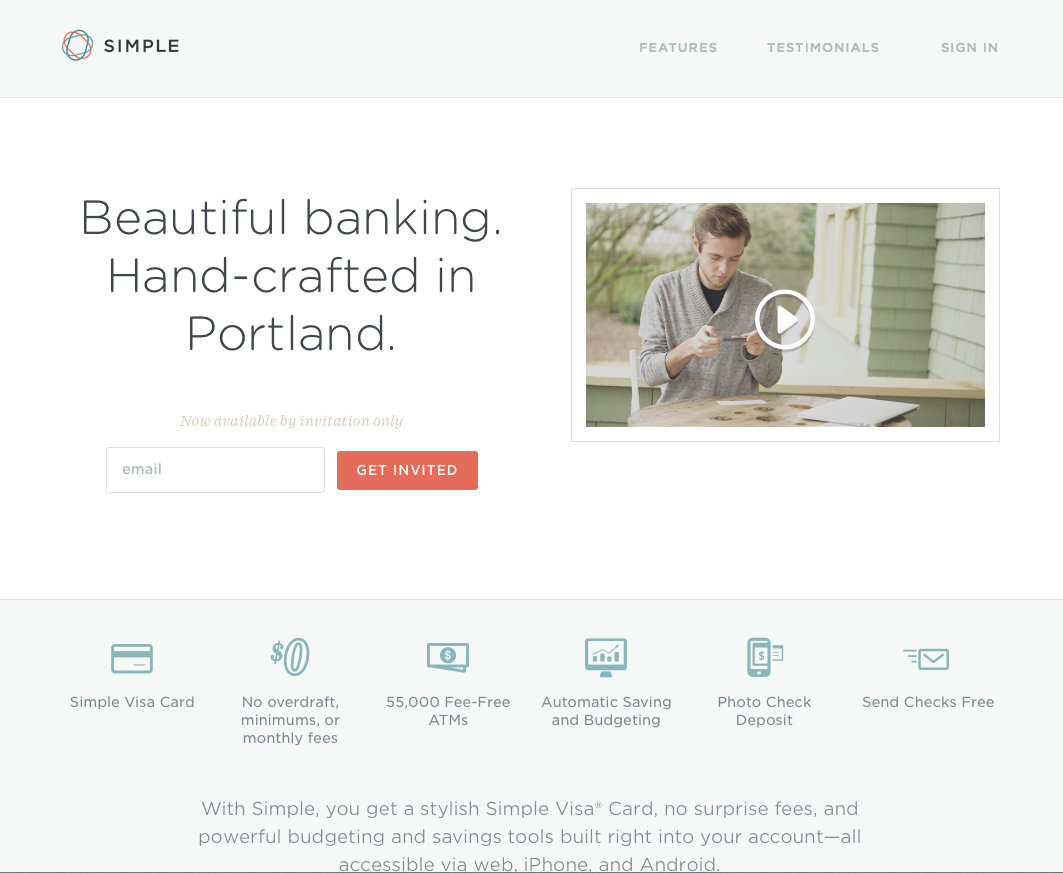 SIMPLE
FEATURES
TESTIMONIALS
SIGN IN
Beautiful banking.
Hand-crafted in
Portland.
Now available by invitation only
email
GET INVITED
$0
$
$
Simple Visa Card
No overdraft,
minimums, or
monthly fees
55,000 Fee-Free
ATMs
Automatic Saving
and Budgeting
Photo Check
Deposit
Send Checks Free
With Simple, you get a stylish Simple Visa® Card, no surprise fees, and
powerful budgeting and savings tools built right into your account—all
accessible via web, iPhone, and Android.